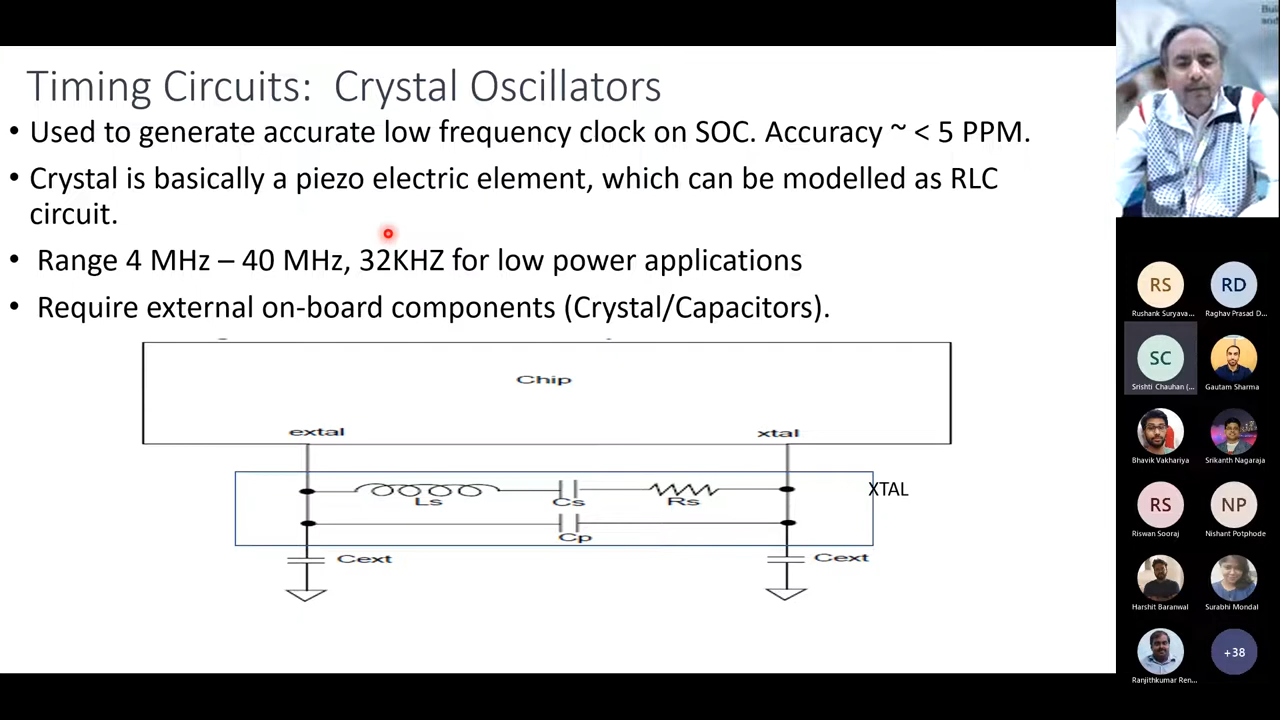 Timing Circuits: Crystal Oscillators
• Used to generate accurate low frequency clock on SOC. Accuracy ~ < 5 PPM.
• Crystal is basically a piezo electric element, which can be modelled as RLC
circuit.
• Range 4 MHz – 40 MHz, 32KHZ for low power applications
• Require external on-board components (Crystal/Capacitors).
Chip
extal
xtal
Ls
Cs
Rs
XTAL
Cp
Cext
Cext
and
RS
RD
Rushank Suryava...
Raghav Prasad D...
SC
Srishti Chauhan (...
Gautam Sharma
Bhavik Vakhariya
Srikanth Nagaraja
RS
NP
Riswan Sooraj
Nishant Potphode
Harshit Baranwal
Surabhi Mondal
+38
Ranjithkumar Ren...